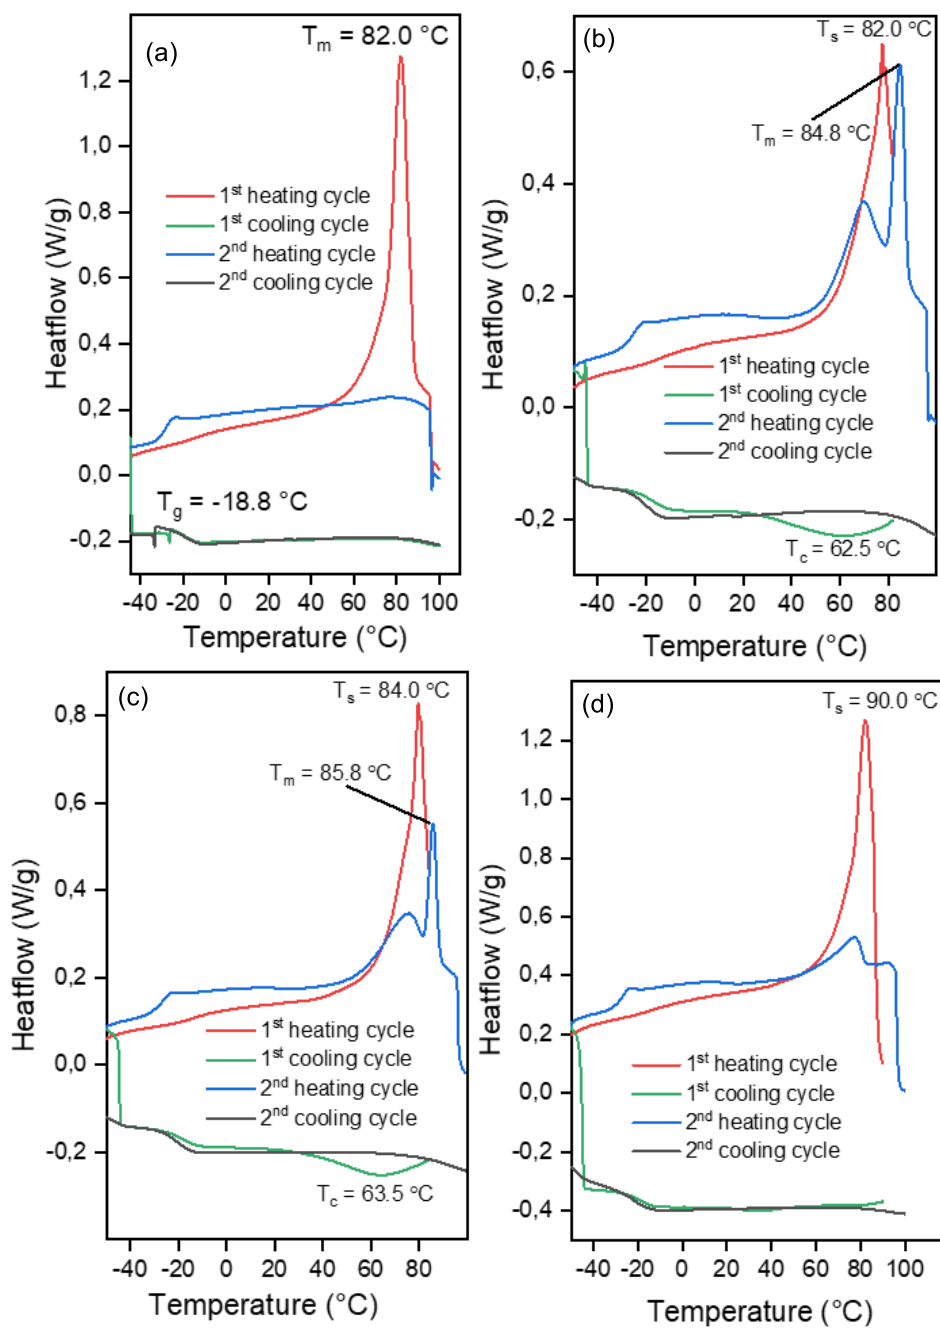 (a)
Tm = 82.0 °C
1,2
1,0
0,8
0,6
0,4
0,2
0,0
-0,2
Heatflow (W/g)
1st heating cycle
1st cooling cycle
2nd heating cycle
2nd cooling cycle
Tg = -18.8 °C
-40 -20 0 20 40 60 80 100
Temperature (°C)
(b)
Ts = 82.0 °C
Tm = 84.8 °C
0,6
0,4
0,2
0,0
-0,2
Heatflow (W/g)
1st heating cycle
1st cooling cycle
2nd heating cycle
2nd cooling cycle
Tc = 62.5 °C
-40 -20 0 20 40 60 80
Temperature (°C)
(c)
Ts = 84.0 °C
Tm = 85.8 °C
0,8
0,6
0,4
0,2
0,0
-0,2
Heatflow (W/g)
1st heating cycle
1st cooling cycle
2nd heating cycle
2nd cooling cycle
Tc = 63.5 °C
-40 -20 0 20 40 60 80
Temperature (°C)
(d)
Ts = 90.0 °C
1,2
1,0
0,8
0,6
0,4
0,2
0,0
-0,2
-0,4
Heatflow (W/g)
1st heating cycle
1st cooling cycle
2nd heating cycle
2nd cooling cycle
-40 -20 0 20 40 60 80 100
Temperature (°C)